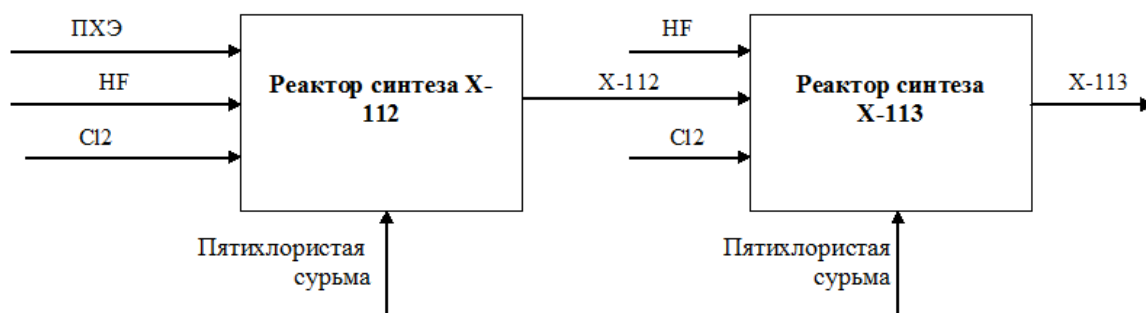 ПХЭ
HF
Cl2
Реактор синтеза Х-
112
Х-112
HF
Cl2
Реактор синтеза
Х-113
Х-113
Пятихлористая
сурьма
Пятихлористая
сурьма